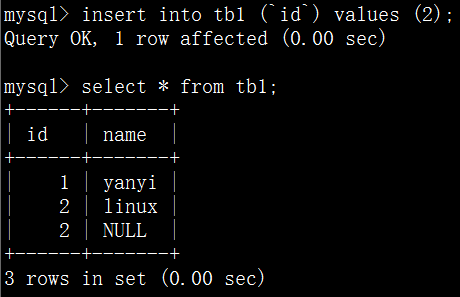 mysql> insert into tb1 (`id`) values (2);
Query OK, 1 row affected (0.00 sec)
mysql> select * from tb1;
+------+-------+
| id   | name  |
+------+-------+
|    1 | yanyi |
|    2 | linux |
|    2 | NULL  |
+------+-------+
3 rows in set (0.00 sec)